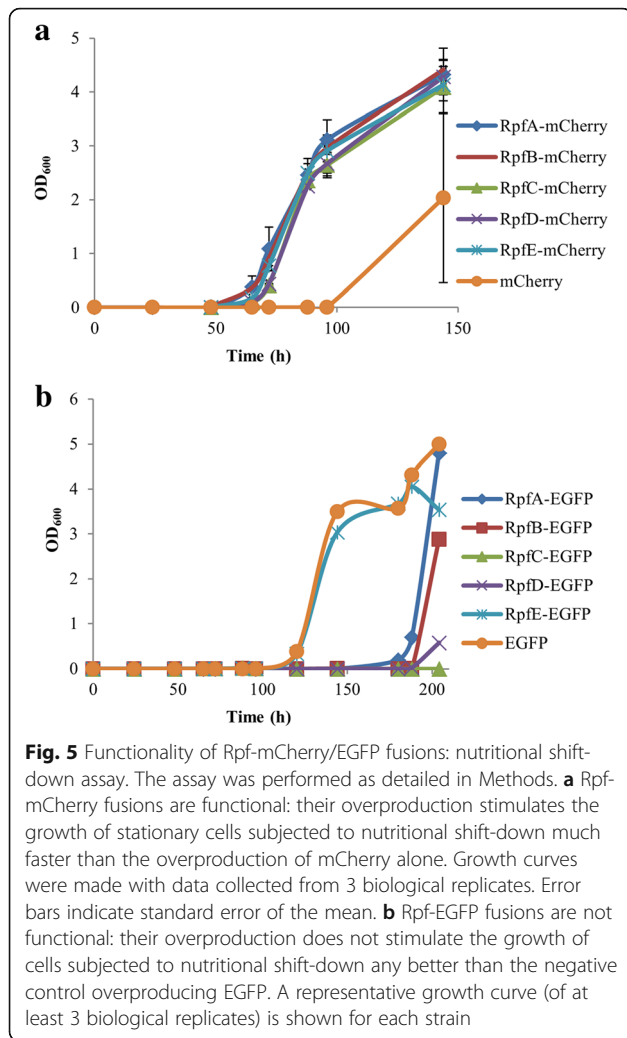 a
5
4
3
2
1
0
OD600
0 50 100 150
Time (h)
RpfA-mCherry
RpfB-mCherry
RpfC-mCherry
RpfD-mCherry
RpfE-mCherry
mCherry
b
6
5
4
3
2
1
0
OD600
0 50 100 150 200
Time (h)
RpfA-EGFP
RpfB-EGFP
RpfC-EGFP
RpfD-EGFP
RpfE-EGFP
EGFP
Fig. 5 Functionality of Rpf-mCherry/EGFP fusions: nutritional shift-
down assay. The assay was performed as detailed in Methods. a Rpf-
mCherry fusions are functional: their overproduction stimulates the
growth of stationary cells subjected to nutritional shift-down much
faster than the overproduction of mCherry alone. Growth curves
were made with data collected from 3 biological replicates. Error
bars indicate standard error of the mean. b Rpf-EGFP fusions are not
functional: their overproduction does not stimulate the growth of
cells subjected to nutritional shift-down any better than the negative
control overproducing EGFP. A representative growth curve (of at
least 3 biological replicates) is shown for each strain